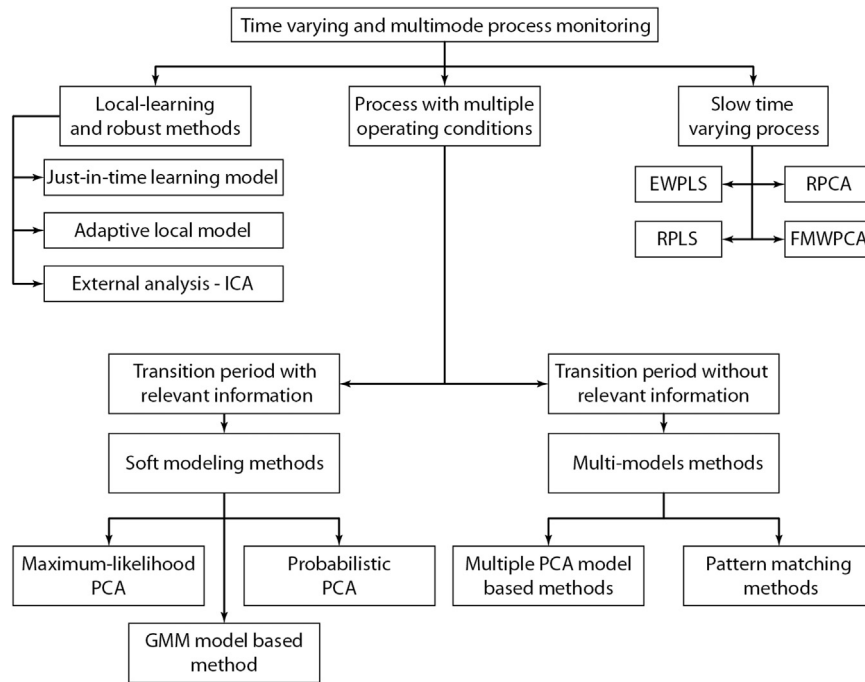 Time varying and multimode process monitoring
Local-learning
and robust methods
Process with multiple
operating conditions
Slow time
varying process
Just-in-time learning model
Adaptive local model
External analysis - ICA
EWPLS
RPCA
RPLS
FMWPCA
Transition period with
relevant information
Transition period without
relevant information
Soft modeling methods
Multi-models methods
Maximum-likelihood
PCA
Probabilistic
PCA
GMM model based
method
Multiple PCA model
based methods
Pattern matching
methods